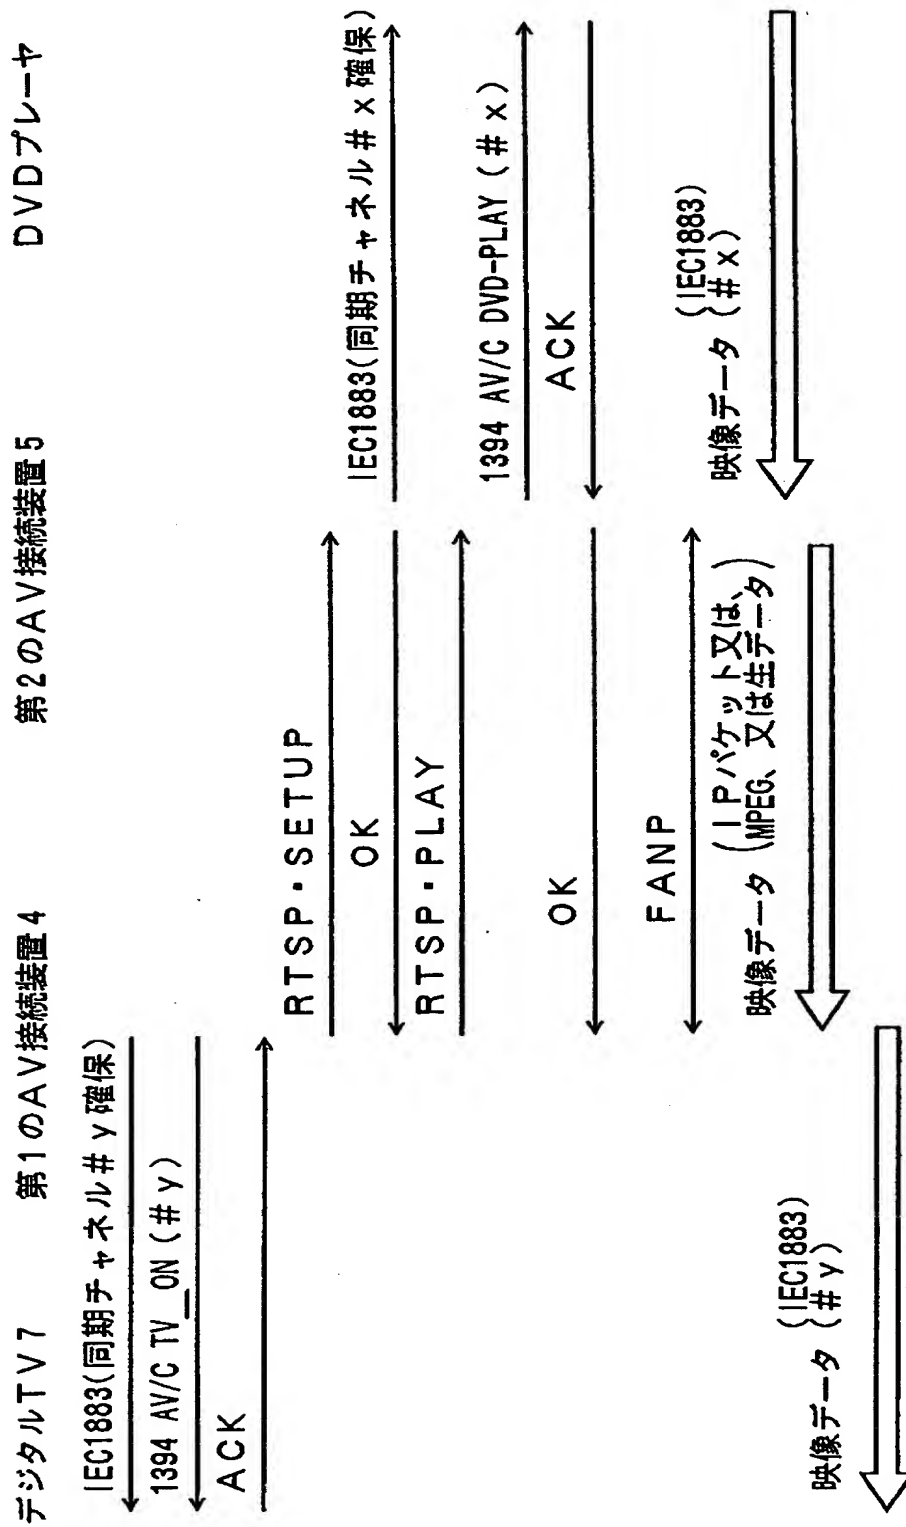 デジタルTV7
第1のAV接続装置4
第2のAV接続装置5
DVDプレーヤ
IEC1883(同期チャネル#y確保)
1394 AV/C TV_ON (#y)
ACK
RTSP・SETUP
OK
IEC1883(同期チャネル#x確保)
RTSP・PLAY
1394 AV/C DVD-PLAY (#x)
ACK
OK
FANP
映像データ (IEC1883)
(#x)
映像データ (IPパケット又は、
MPEG、又は生データ)
映像データ (IEC1883)
(#y)